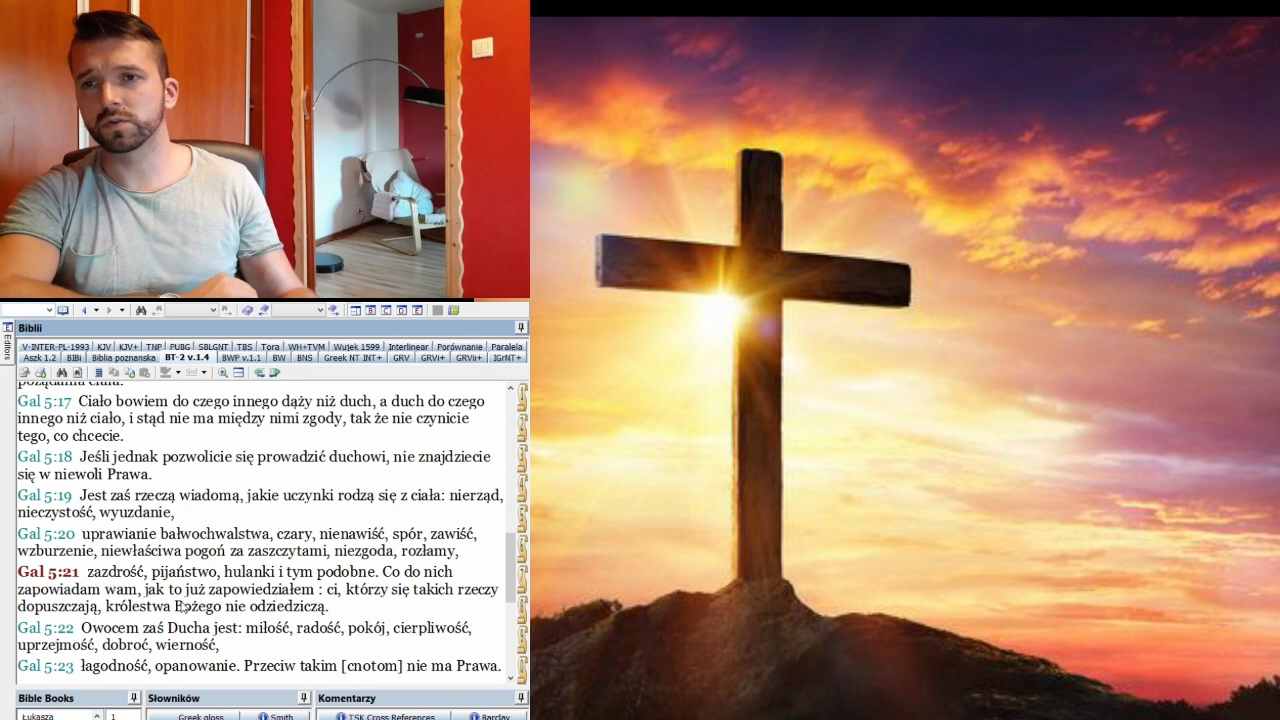 Editors
Biblii
V-INTER-PL-1993 KJV KJV+ TNP PUBG SBLGNT TBS Tora WH+TVM Wujek 1599 Interlinear Porównanie Paralela
Aszk 1.2 BIBi Biblia poznanska BT-2 v.1.4 BWP v.1.1 BW BNS Greek NT INT+ GRV GRVi+ GRVii+ IGrNT+
pożądania ciała.
Gal 5:17 Ciało bowiem do czego innego dąży niż duch, a duch do czego
innego niż ciało, i stąd nie ma między nimi zgody, tak że nie czynicie
tego, co chcecie.
Gal 5:18 Jeśli jednak pozwolicie się prowadzić duchowi, nie znajdziecie
się w niewoli Prawa.
Gal 5:19 Jest zaś rzeczą wiadomą, jakie uczynki rodzą się z ciała: nierząd,
nieczystość, wyuzdanie,
Gal 5:20 uprawianie bałwochwalstwa, czary, nienawiść, spór, zawiść,
wzburzenie, niewłaściwa pogoń za zaszczytami, niezgoda, rozłamy,
Gal 5:21 zazdrość, pijaństwo, hulanki i tym podobne. Co do nich
zapowiadam wam, jak to już zapowiedziałem : ci, którzy się takich rzeczy
dopuszczają, królestwa Bożego nie odziedziczą.
Gal 5:22 Owocem zaś Ducha jest: miłość, radość, pokój, cierpliwość,
uprzejmość, dobroć, wierność,
Gal 5:23 łagodność, opanowanie. Przeciw takim [cnotom] nie ma Prawa.
Bible Books Słowników Komentarzy
Łukasza 1 Greek gloss Smith TSK Cross References Barclay